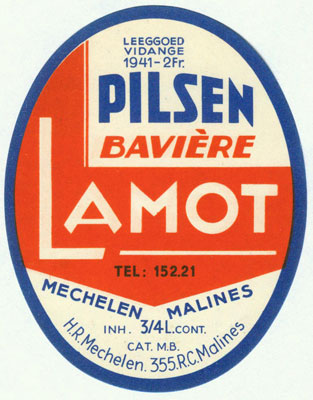 LEEGGOED
VIDANGE
1941-2Fr.
PILSEN
BAVIÈRE
LAMOT
TEL: 152.21
MECHELEN MALINES
INH. 3/4L.CONT.
CAT. M.B.
H.R.Mechelen. 355.R.C.Malines